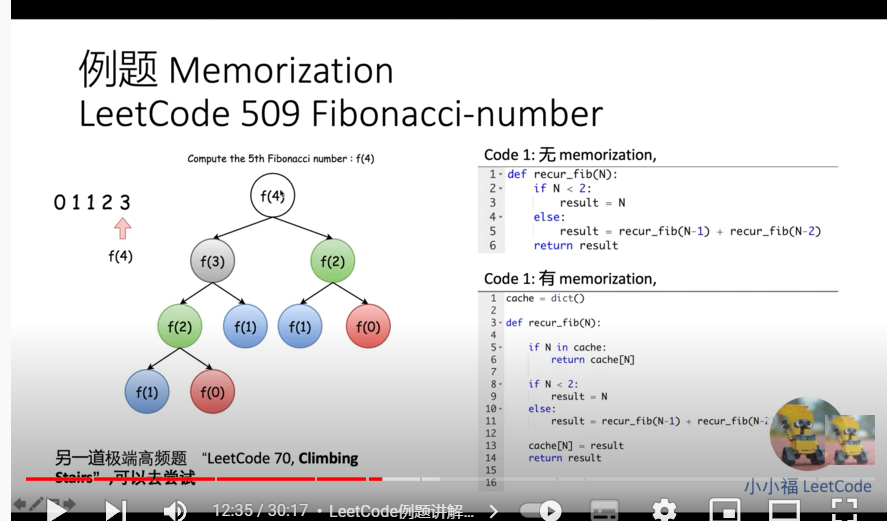 例题 Memorization
LeetCode 509 Fibonacci-number
Compute the 5th Fibonacci number : f(4)
0 1 1 2 3
f(4)
f(4)
f(3)
f(2)
f(2)
f(1)
f(1)
f(0)
f(1)
f(0)
另一道极端高频题 “LeetCode 70, Climbing
Stairs”,可以去尝试
Code 1: 无 memorization,
1 def recur_fib(N):
2 if N < 2:
3 result = N
4 else:
5 result = recur_fib(N-1) + recur_fib(N-2)
6 return result
Code 1: 有 memorization,
1 cache = dict()
2
3 def recur_fib(N):
4
5 if N in cache:
6 return cache[N]
7
8 if N < 2:
9 result = N
10 else:
11 result = recur_fib(N-1) + recur_fib(N-2
12
13 cache[N] = result
14 return result
15
16
小小福 LeetCode
12:35 / 30:17 • LeetCode例题讲解...